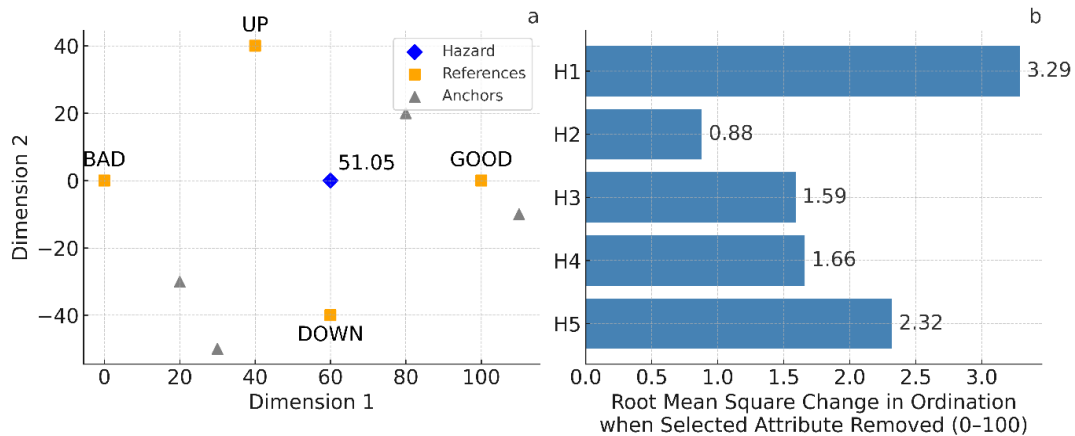 a
UP
Hazard
References
Anchors
BAD
51.05
GOOD
DOWN
40
20
0
−20
−40
Dimension 2
0 20 40 60 80 100
Dimension 1
b
H1
3.29
H2
0.88
H3
1.59
H4
1.66
H5
2.32
0.0 0.5 1.0 1.5 2.0 2.5 3.0
Root Mean Square Change in Ordination
when Selected Attribute Removed (0–100)